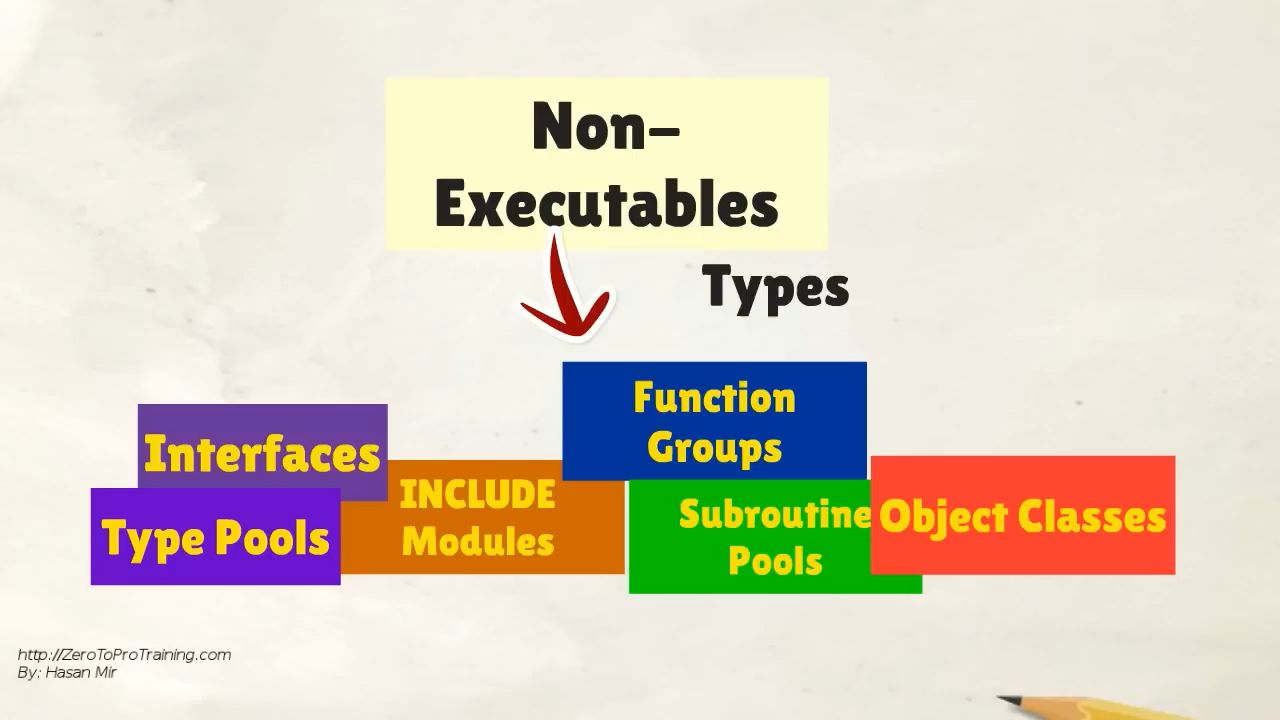 Non-
Executables
Types
Function
Groups
Interfaces
INCLUDE
Modules
Type Pools
Subroutine
Pools
Object Classes
http://ZeroToProTraining.com
By: Hasan Mir